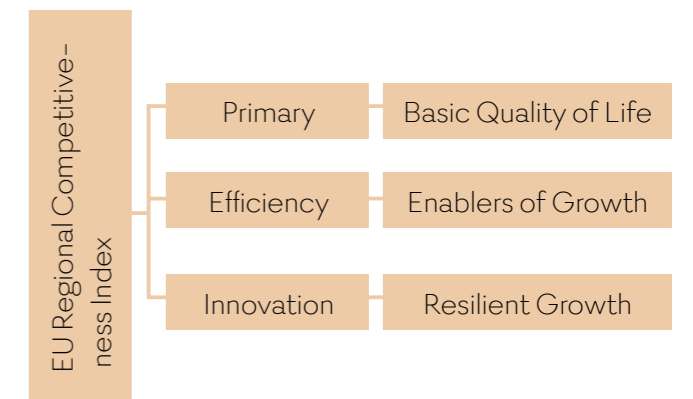 EU Regional Competitive-
ness Index
Primary
Basic Quality of Life
Efficiency
Enablers of Growth
Innovation
Resilient Growth